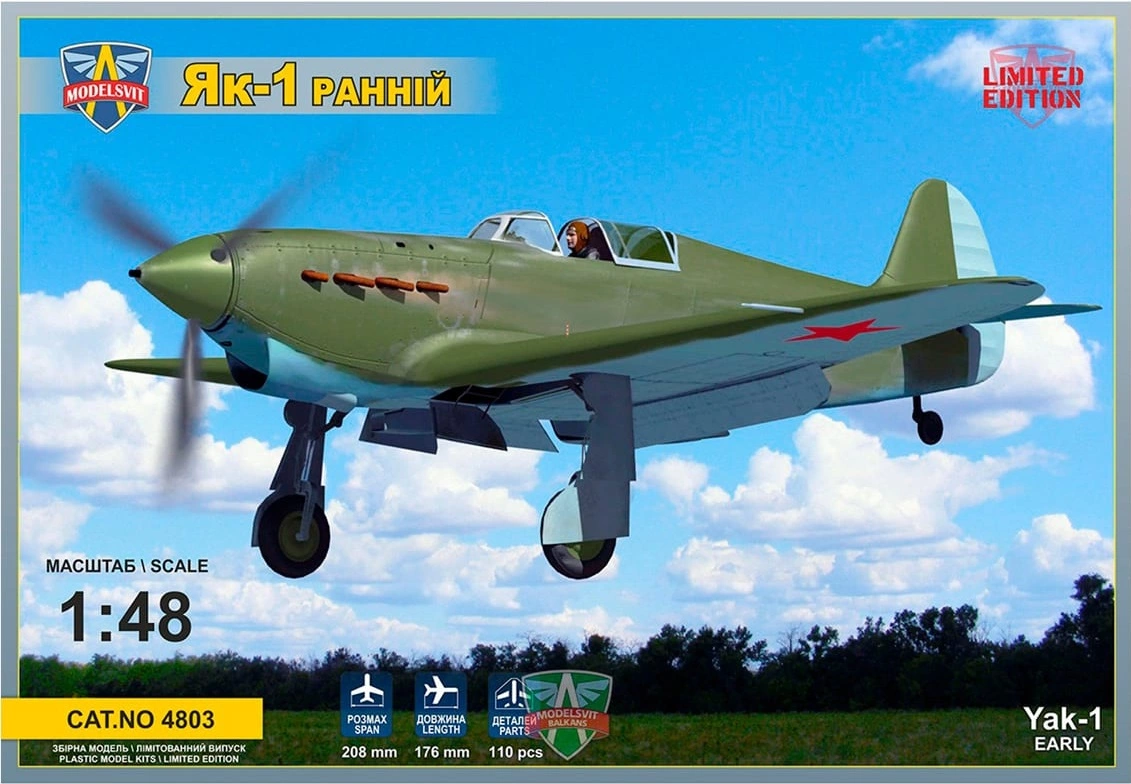 MODELSVIT
Як-1 РАННІЙ
LIMITED
EDITION
МАСШТАБ \ SCALE
1:48
CAT.NO 4803
ЗБІРНА МОДЕЛЬ \ ЛІМІТОВАННИЙ ВИПУСК
PLASTIC MODEL KITS \ LIMITED EDITION
РОЗМАХ
SPAN
208 mm
ДОВЖИНА
LENGTH
176 mm
ДЕТАЛЕЙ
PARTS
110 pcs
MODELSVIT
BALKANS
Yak-1
EARLY